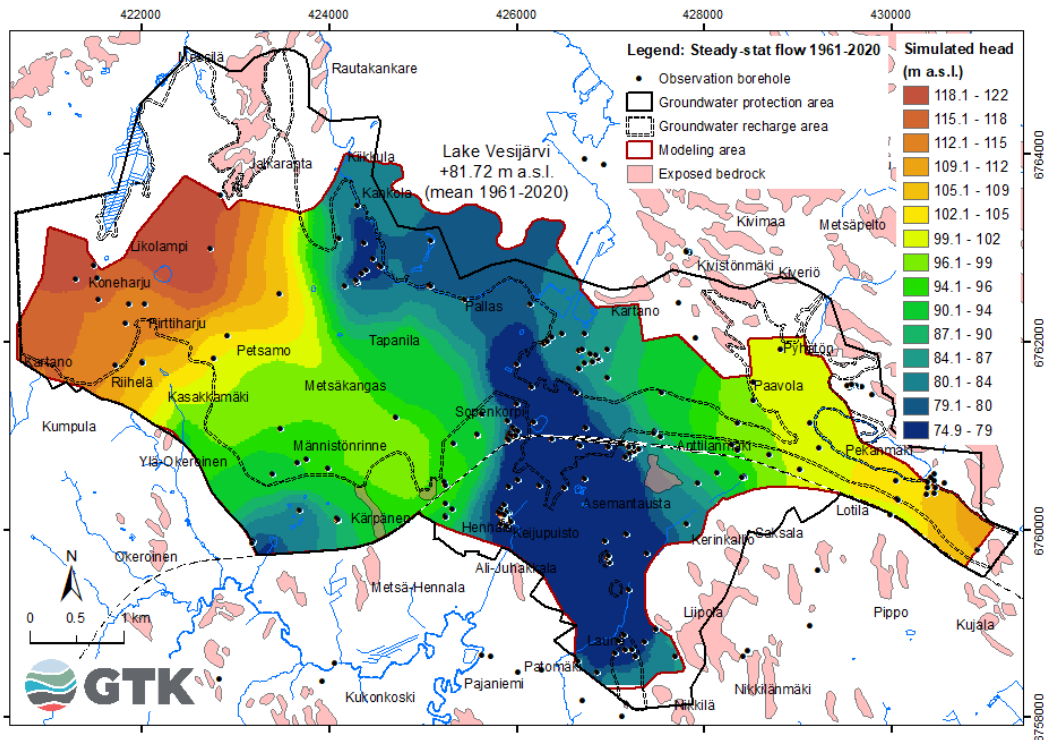 422000
424000
426000
428000
430000
Legend: Steady-stat flow 1961-2020
Observation borehole
Groundwater protection area
Groundwater recharge area
Modeling area
Exposed bedrock
Simulated head
(m a.s.l.)
118.1 - 122
115.1 - 118
112.1 - 115
109.1 - 112
105.1 - 109
102.1 - 105
99.1 - 102
96.1 - 99
94.1 - 96
90.1 - 94
87.1 - 90
84.1 - 87
80.1 - 84
79.1 - 80
74.9 - 79
6764000
6762000
6760000
6758000
Messilä
Rautakankare
Jalkaranta
Kiikkula
Lake Vesijärvi
+81.72 m a.s.l.
(mean 1961-2020)
Kankola
Kivimaa
Metsäpelto
Likolampi
Kivistönmäki
Kiveriö
Koneharju
Pallas
Kartano
Pirttiharju
Tapanila
Petsamo
Pyhätön
Kartano
Riihelä
Metsäkangas
Paavola
Kasakkamäki
Sopenkorpi
Kumpula
Männistönrinne
Anttilanmäki
Pekanmäki
Ylä-Okeroinen
Asemantausta
Kärpänen
Hennala
Keijupuisto
Lotila
Kerinkallio
Saksala
Okeroinen
Ali-Juhakkala
Metsä-Hennala
Liipola
Pippo
Kujala
Laune
Patomäki
Pajaniemi
Nikkilänmäki
Kukonkoski
Nikkilä
N
0 0.5 1 km
GTK